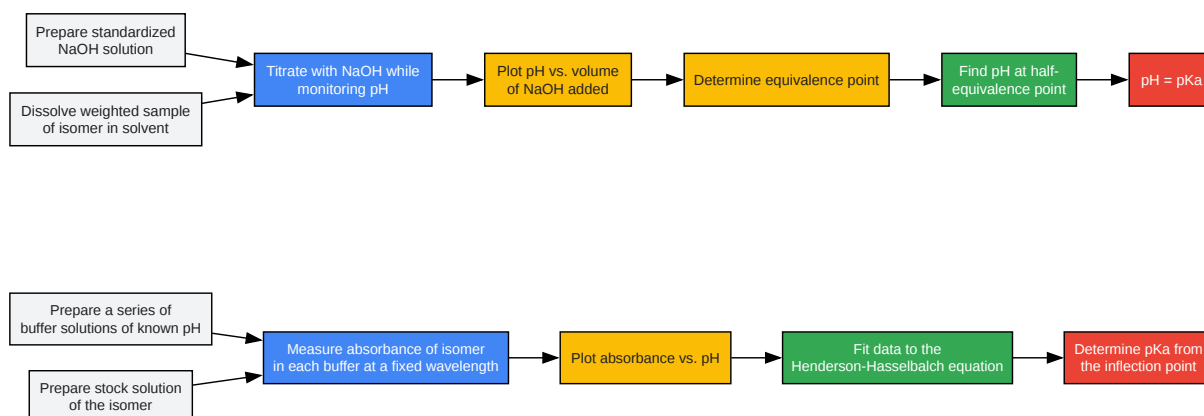 Prepare standardized
NaOH solution
Dissolve weighted sample
of isomer in solvent
Titrate with NaOH while
monitoring pH
Plot pH vs. volume
of NaOH added
Determine equivalence point
Find pH at half-
equivalence point
pH = pKa
Prepare a series of
buffer solutions of known pH
Prepare stock solution
of the isomer
Measure absorbance of isomer
in each buffer at a fixed wavelength
Plot absorbance vs. pH
Fit data to the
Henderson-Hasselbalch equation
Determine pKa from
the inflection point